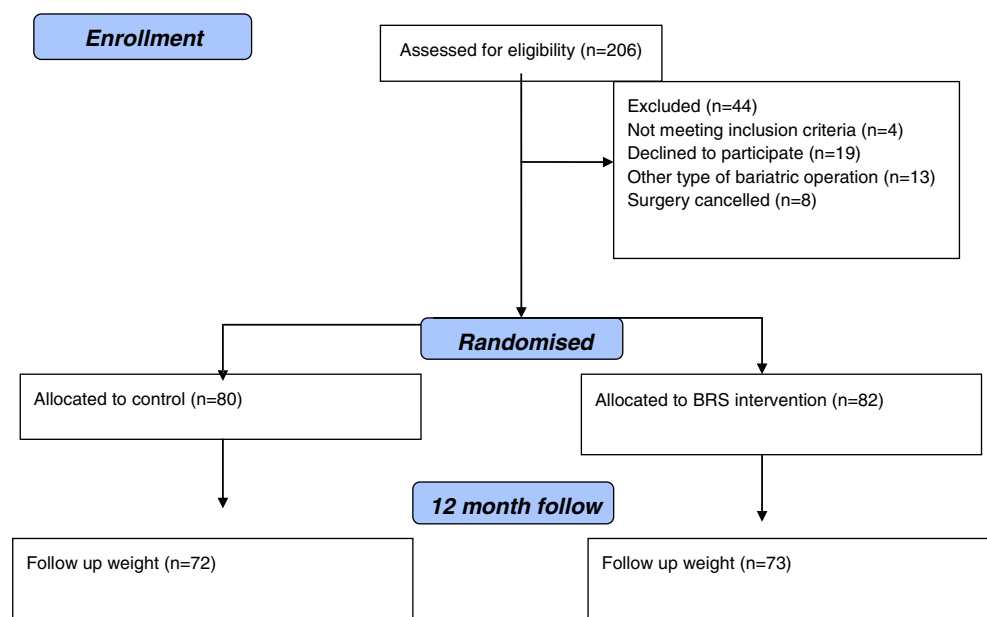 Enrollment
Assessed for eligibility (n=206)
Excluded (n=44)
Not meeting inclusion criteria (n=4)
Declined to participate (n=19)
Other type of bariatric operation (n=13)
Surgery cancelled (n=8)
Randomised
Allocated to control (n=80)
Allocated to BRS intervention (n=82)
12 month follow
Follow up weight (n=72)
Follow up weight (n=73)